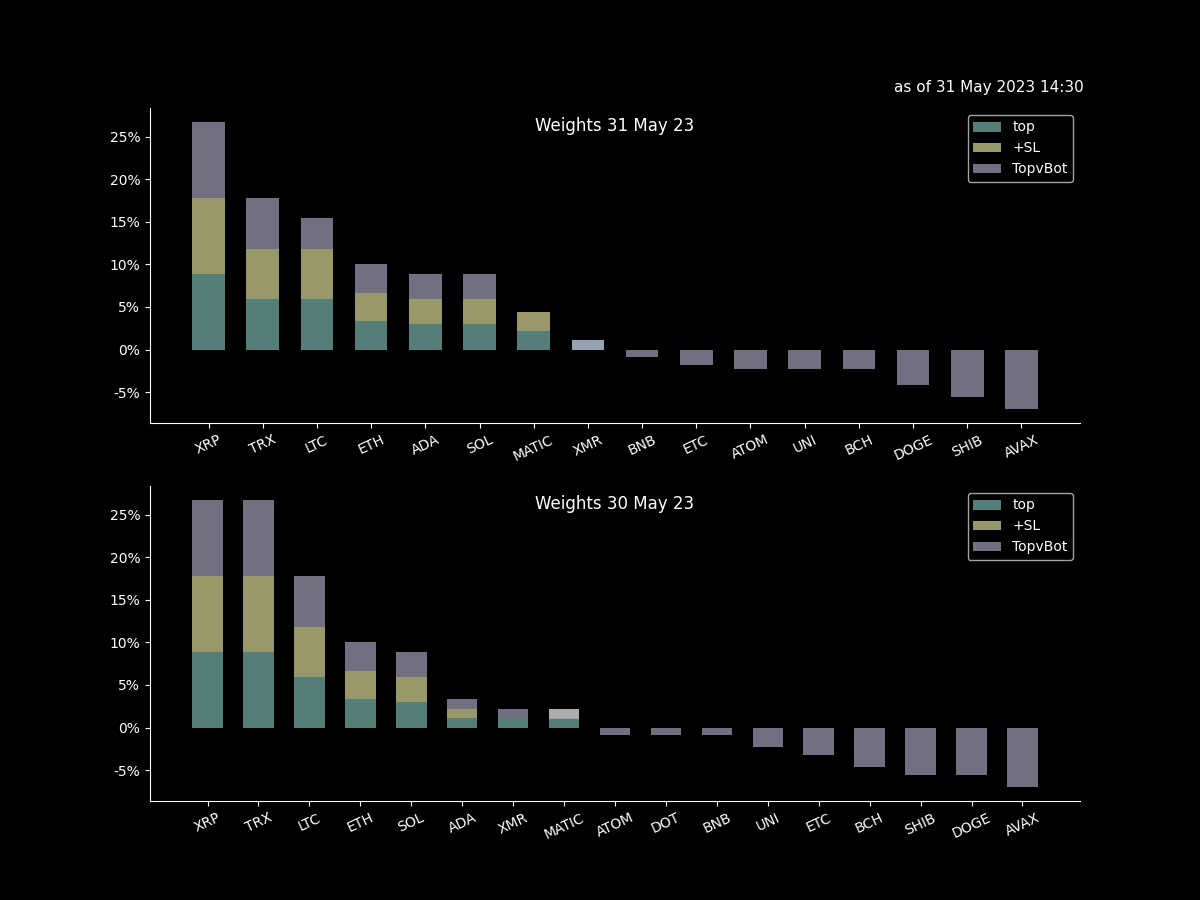 as of 31 May 2023 14:30
Weights 31 May 23
top
+SL
TopvBot
25%
20%
15%
10%
5%
0%
-5%
XRP TRX LTC ETH ADA SOL MATIC XMR BNB ETC ATOM UNI BCH DOGE SHIB AVAX
Weights 30 May 23
top
+SL
TopvBot
25%
20%
15%
10%
5%
0%
-5%
XRP TRX LTC ETH SOL ADA XMR MATIC ATOM DOT BNB UNI ETC BCH SHIB DOGE AVAX